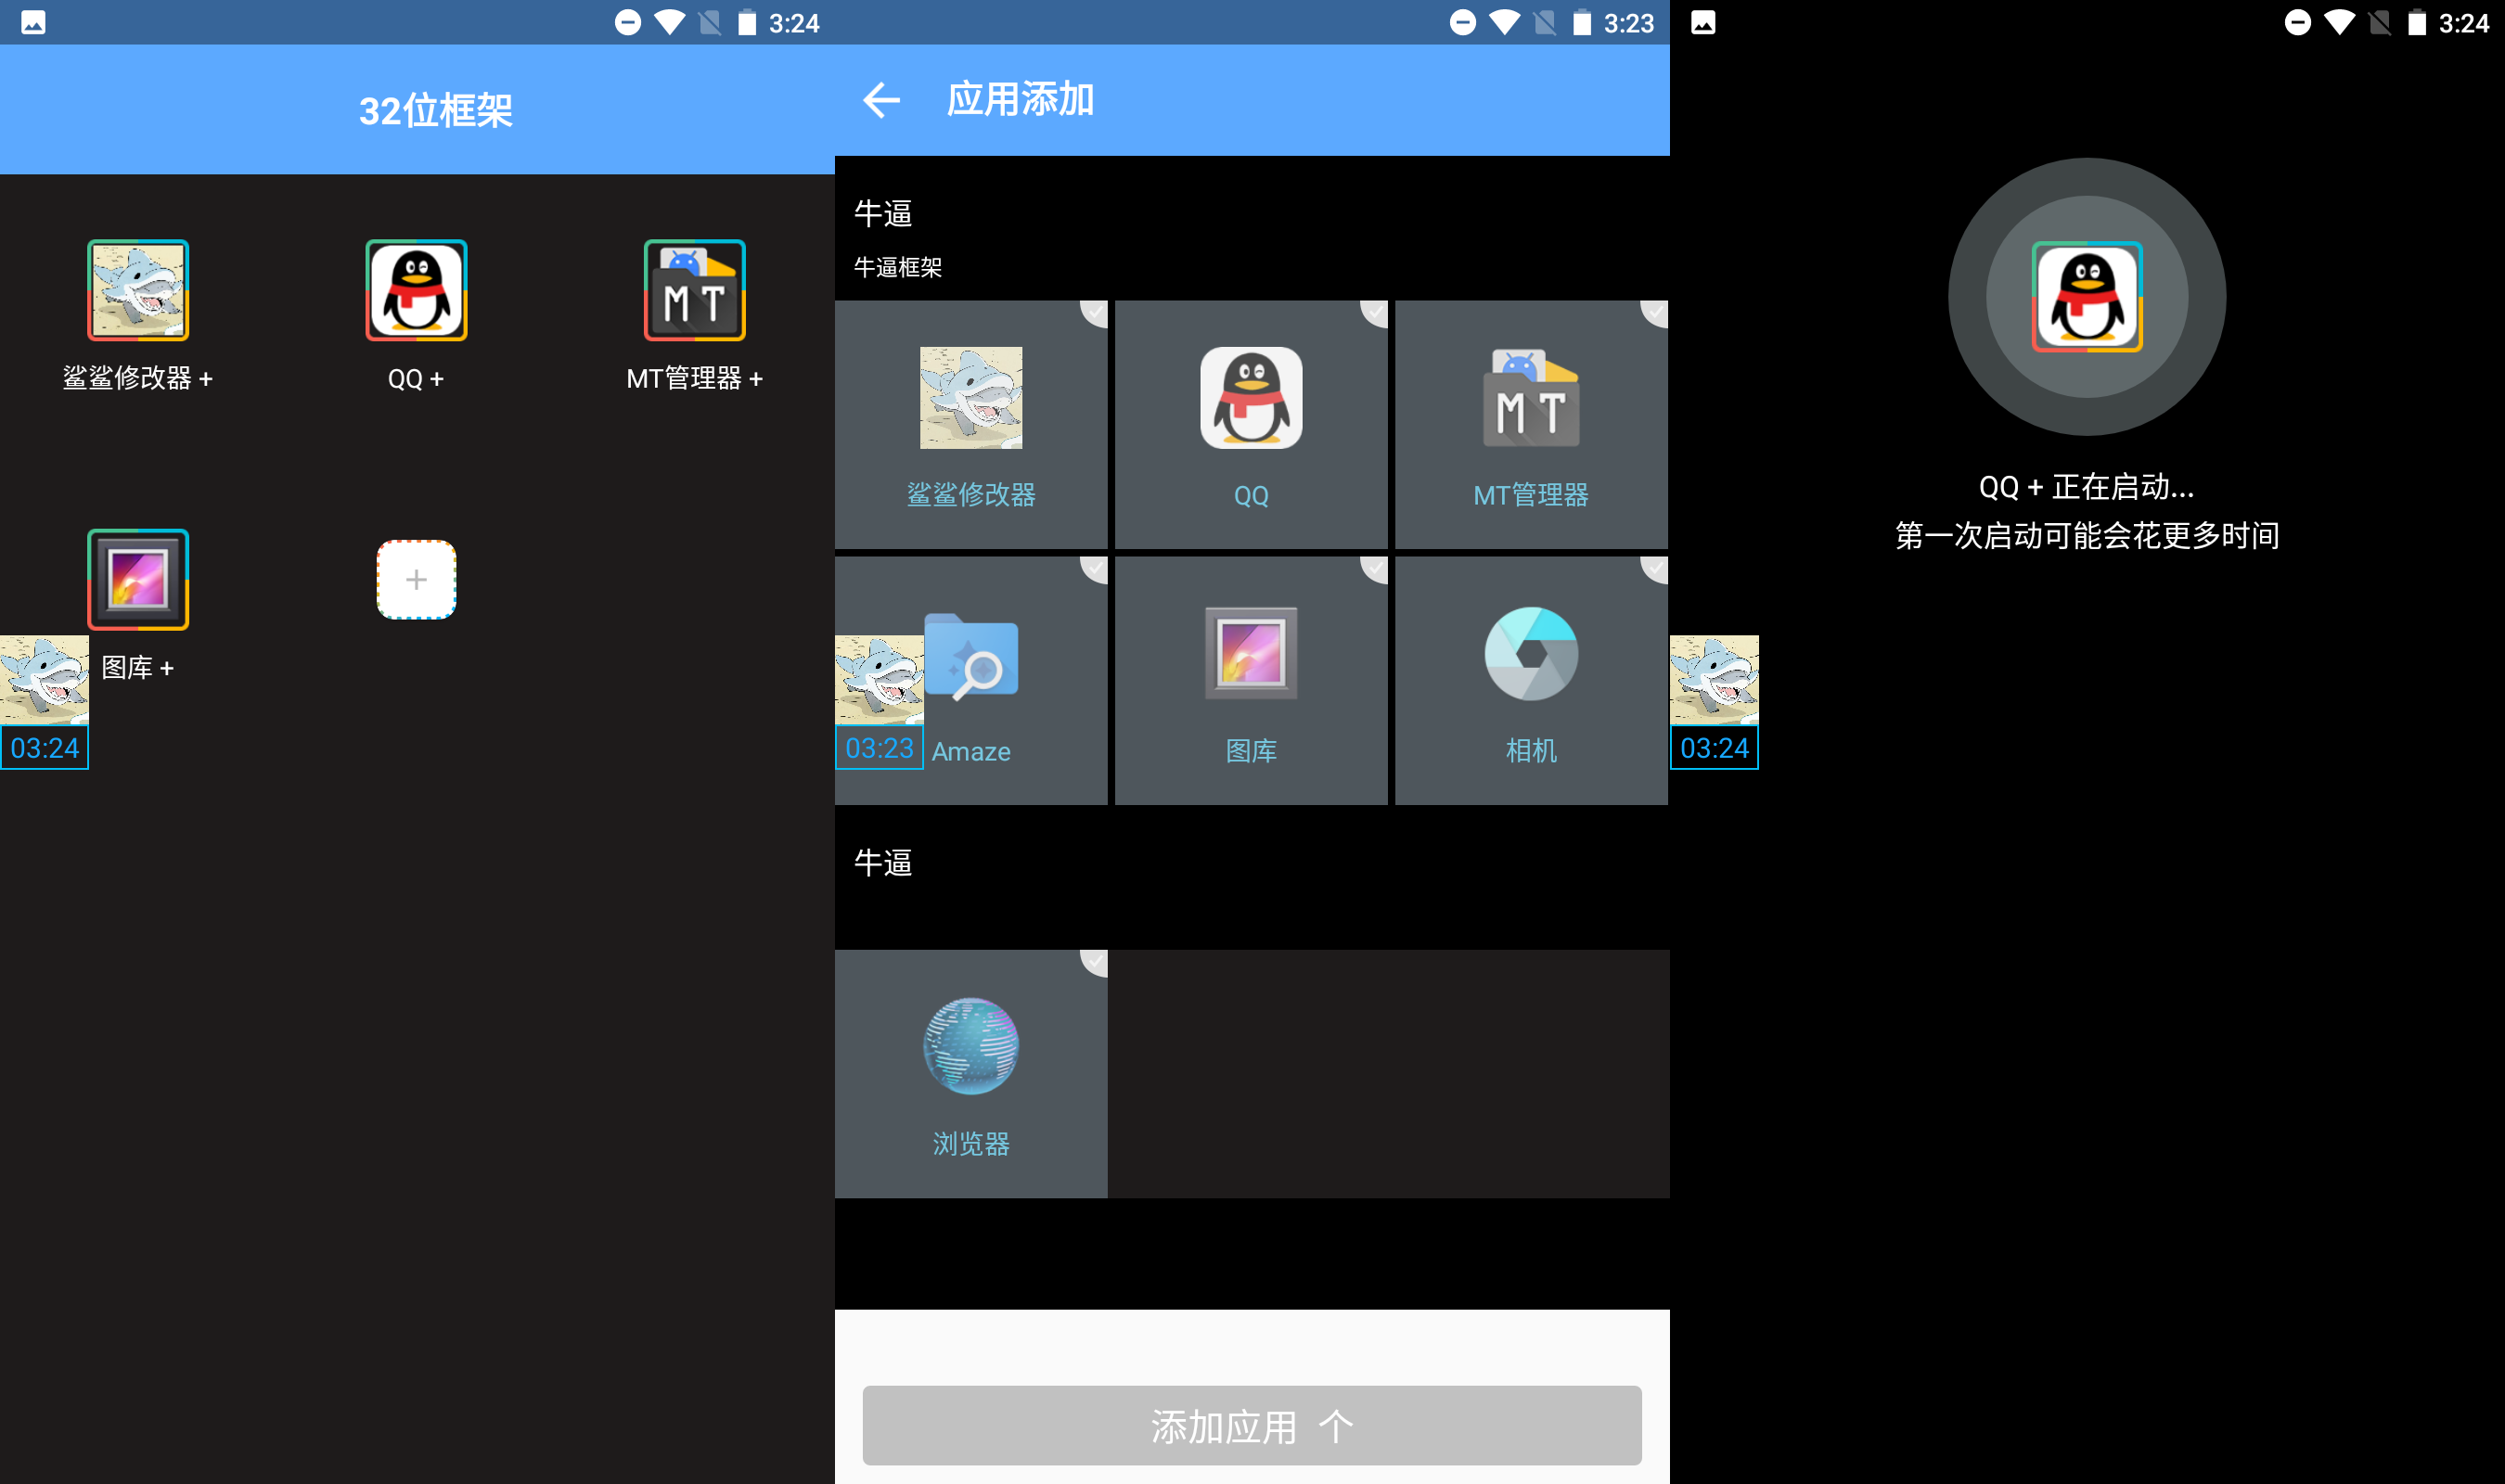 3:24
32位框架
鲨鲨修改器 +
QQ +
MT管理器 +
图库 +
03:24
3:23
应用添加
牛逼
牛逼框架
鲨鲨修改器
QQ
MT管理器
Amaze
图库
相机
03:23
牛逼
浏览器
添加应用 个
3:24
QQ + 正在启动...
第一次启动可能会花更多时间
03:24